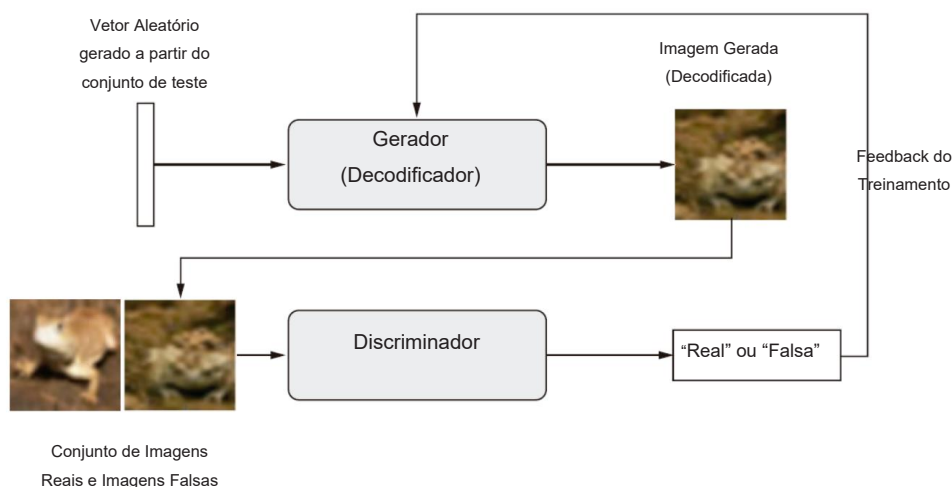 Vetor Aleatório
gerado a partir do
conjunto de teste
Imagem Gerada
(Decodificada)
Gerador
(Decodificador)
Feedback do
Treinamento
Discriminador
“Real” ou “Falsa”
Conjunto de Imagens
Reais e Imagens Falsas